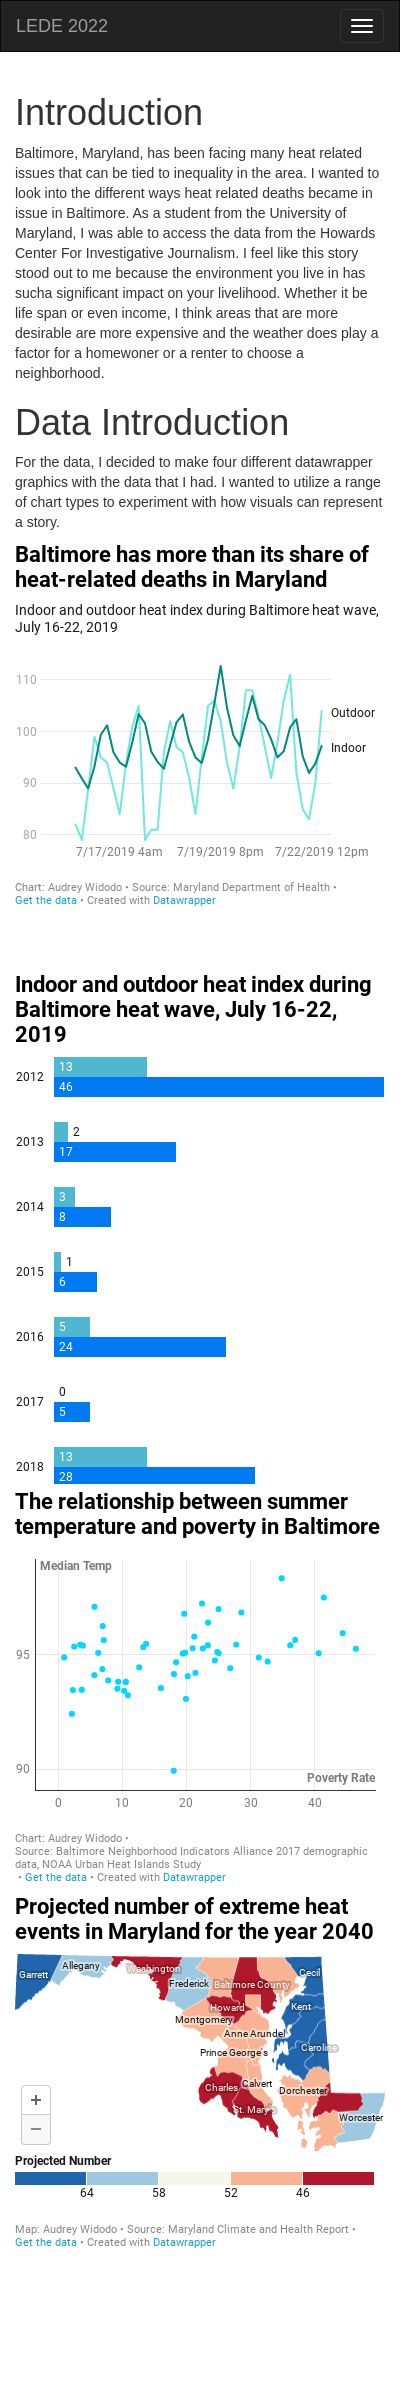 LEDE 2022
Introduction
Baltimore, Maryland, has been facing many heat related
issues that can be tied to inequality in the area. I wanted to
look into the different ways heat related deaths became in
issue in Baltimore. As a student from the University of
Maryland, I was able to access the data from the Howards
Center For Investigative Journalism. I feel like this story
stood out to me because the environment you live in has
sucha significant impact on your livelihood. Whether it be
life span or even income, I think areas that are more
desirable are more expensive and the weather does play a
factor for a homewoner or a renter to choose a
neighborhood.
Data Introduction
For the data, I decided to make four different datawrapper
graphics with the data that I had. I wanted to utilize a range
of chart types to experiment with how visuals can represent
a story.
Baltimore has more than its share of
heat-related deaths in Maryland
Indoor and outdoor heat index during Baltimore heat wave,
July 16-22, 2019
110
Outdoor
100
Indoor
90
80
7/17/2019 4am 7/19/2019 8pm 7/22/2019 12pm
Chart: Audrey Widodo • Source: Maryland Department of Health •
Get the data • Created with Datawrapper
Indoor and outdoor heat index during
Baltimore heat wave, July 16-22,
2019
13
2012
46
2
2013
17
3
2014
8
1
2015
6
5
2016
24
0
2017
5
13
2018
28
The relationship between summer
temperature and poverty in Baltimore
Median Temp
95
90
Poverty Rate
0 10 20 30 40
Chart: Audrey Widodo •
Source: Baltimore Neighborhood Indicators Alliance 2017 demographic
data, NOAA Urban Heat Islands Study
• Get the data • Created with Datawrapper
Projected number of extreme heat
events in Maryland for the year 2040
Garrett
Allegany
Washington
Frederick
Baltimore County
Cecil
Howard
Kent
Montgomery
Anne Arundel
Prince George's
Caroline
Charles
Calvert
Dorchester
St. Mary's
Worcester
+
−
Projected Number
64 58 52 46
Map: Audrey Widodo • Source: Maryland Climate and Health Report •
Get the data • Created with Datawrapper